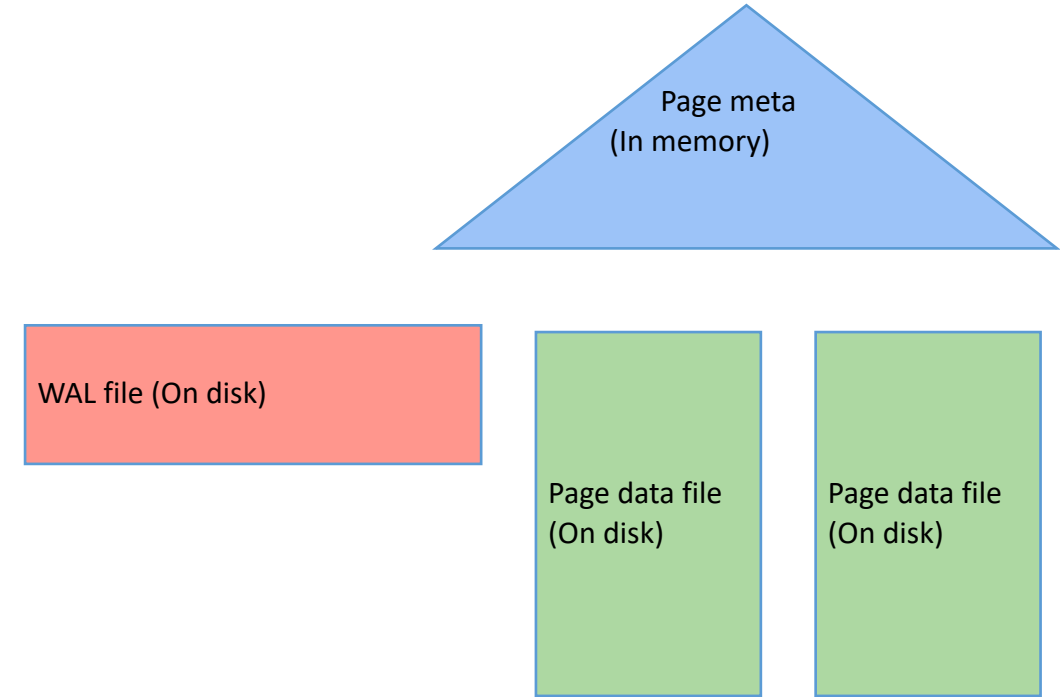 Page meta
(In memory)
WAL file (On disk)
Page data file
(On disk)
Page data file
(On disk)